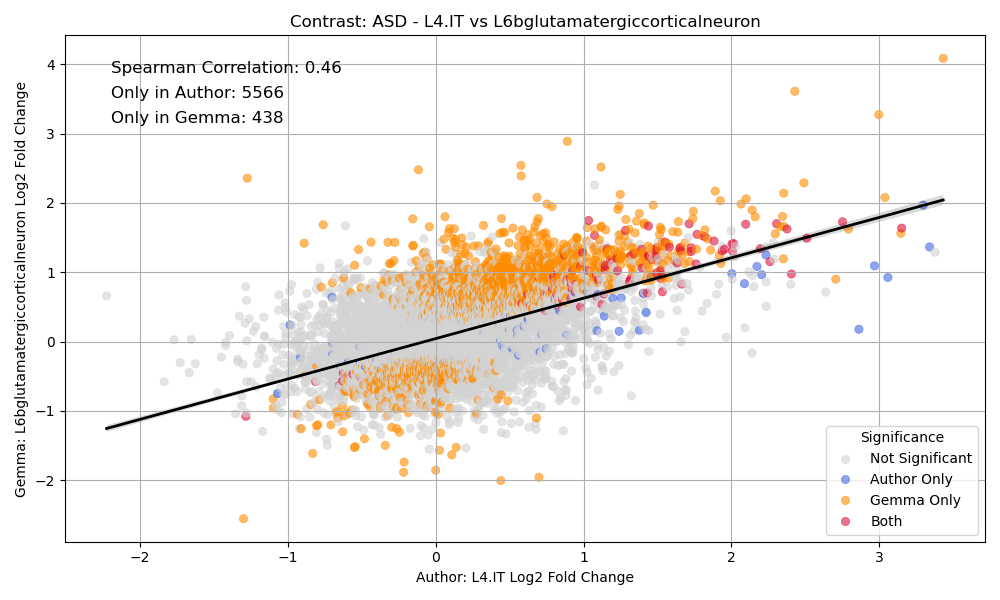 Contrast: ASD - L4.IT vs L6bglutamatergiccorticalneuron
Spearman Correlation: 0.46
Only in Author: 5566
Only in Gemma: 438
Gemma: L6bglutamatergiccorticalneuron Log2 Fold Change
4
3
2
1
0
−1
−2
−2
−1
0
1
2
3
Author: L4.IT Log2 Fold Change
Significance
Not Significant
Author Only
Gemma Only
Both